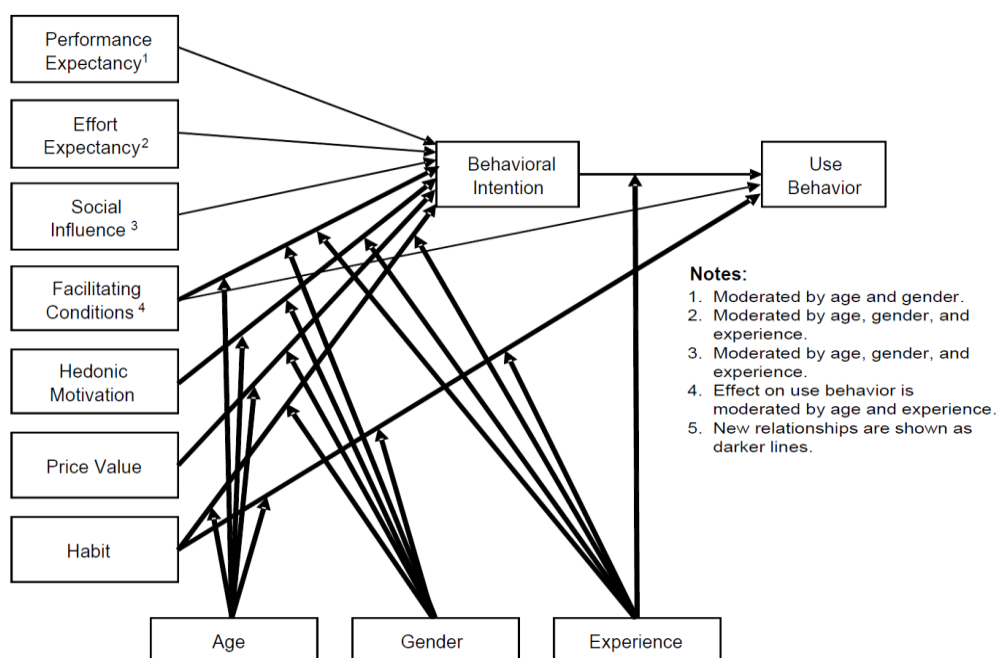 Performance
Expectancy1
Effort
Expectancy2
Social
Influence 3
Facilitating
Conditions 4
Hedonic
Motivation
Price Value
Habit
Behavioral
Intention
Use
Behavior
Notes:
1. Moderated by age and gender.
2. Moderated by age, gender, and
experience.
3. Moderated by age, gender, and
experience.
4. Effect on use behavior is
moderated by age and experience.
5. New relationships are shown as
darker lines.
Age
Gender
Experience